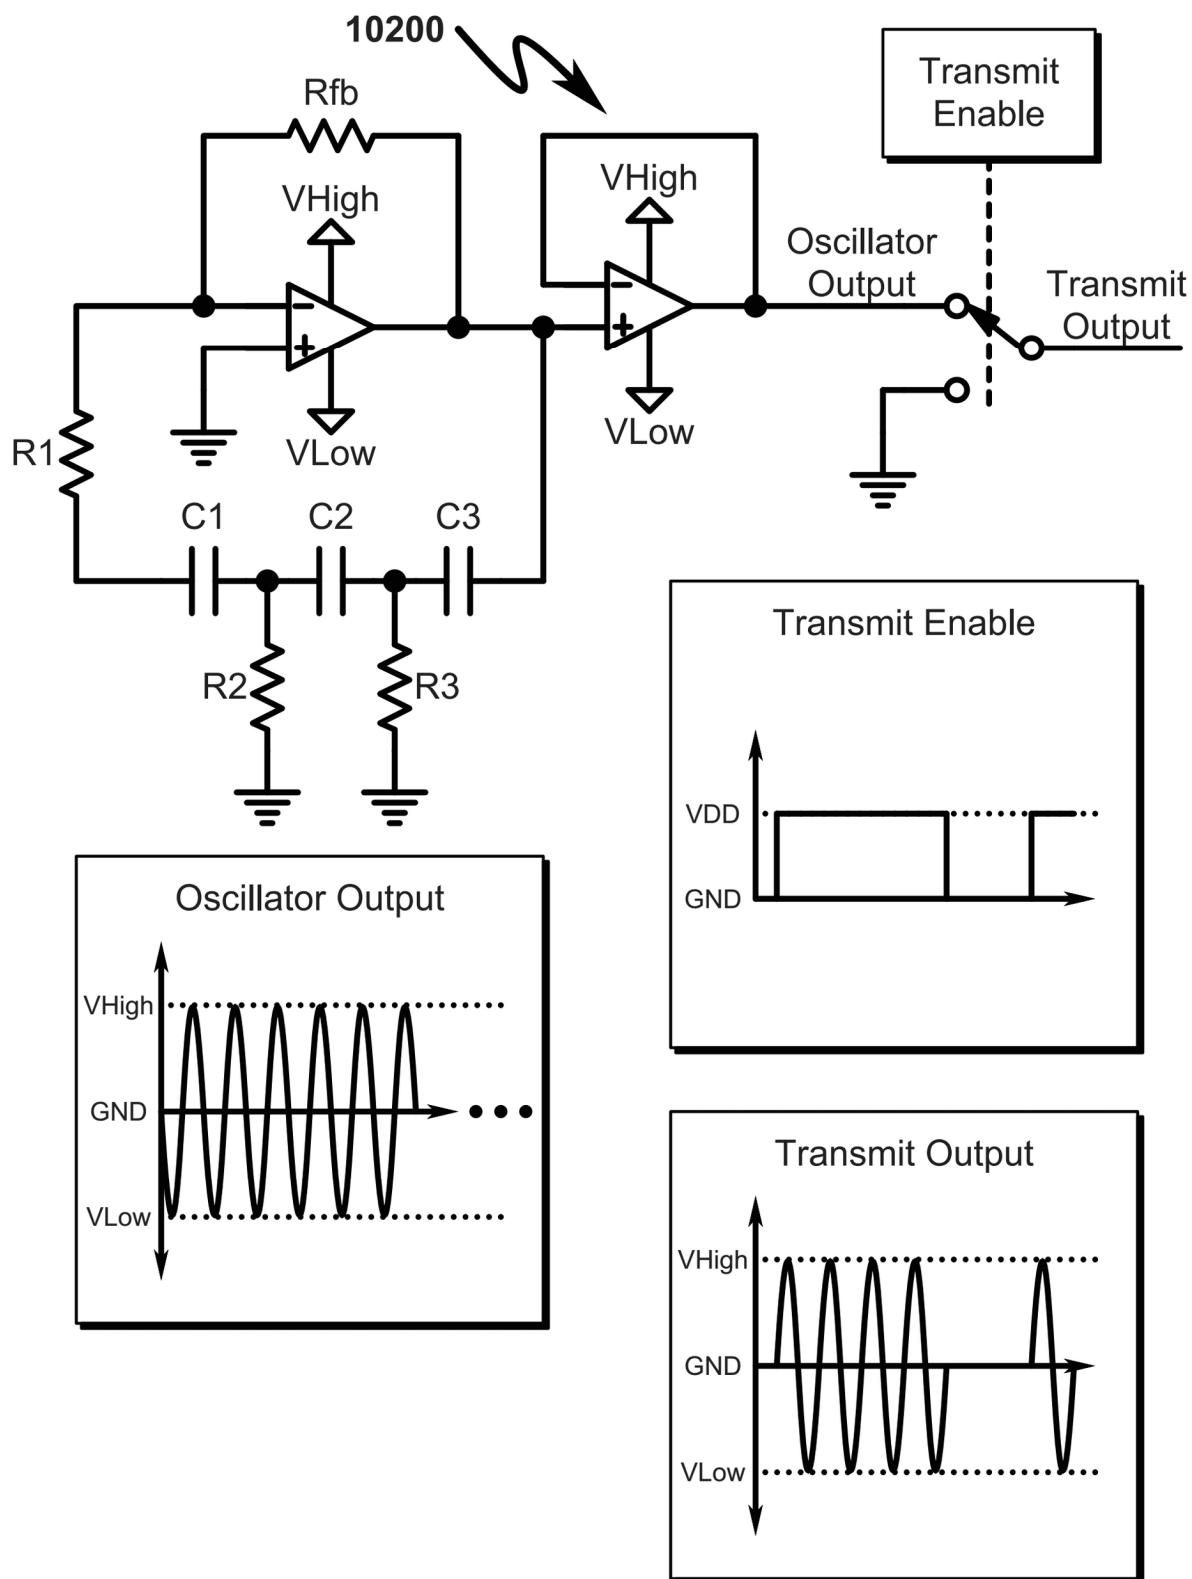 10200
Transmit
Enable
Rfb
VHigh
VHigh
Oscillator
Output
Transmit
Output
-
+
-
+
R1
VLow
VLow
C1
C2
C3
R2
R3
Transmit Enable
VDD
GND
Oscillator Output
VHigh
GND
VLow
Transmit Output
VHigh
GND
VLow